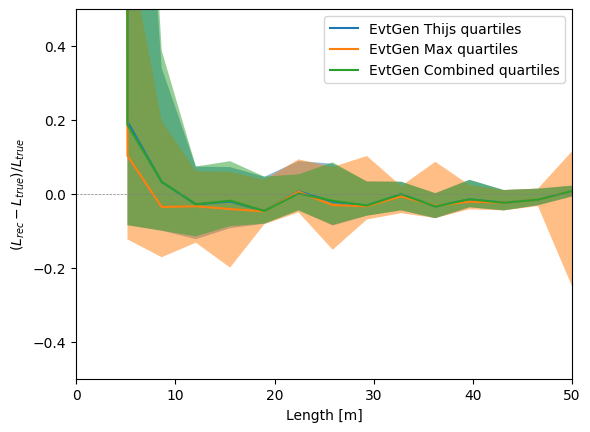 EvtGen Thijs quartiles
EvtGen Max quartiles
EvtGen Combined quartiles
(L_rec − L_true)/L_true
0.4
0.2
0.0
−0.2
−0.4
0 10 20 30 40 50
Length [m]